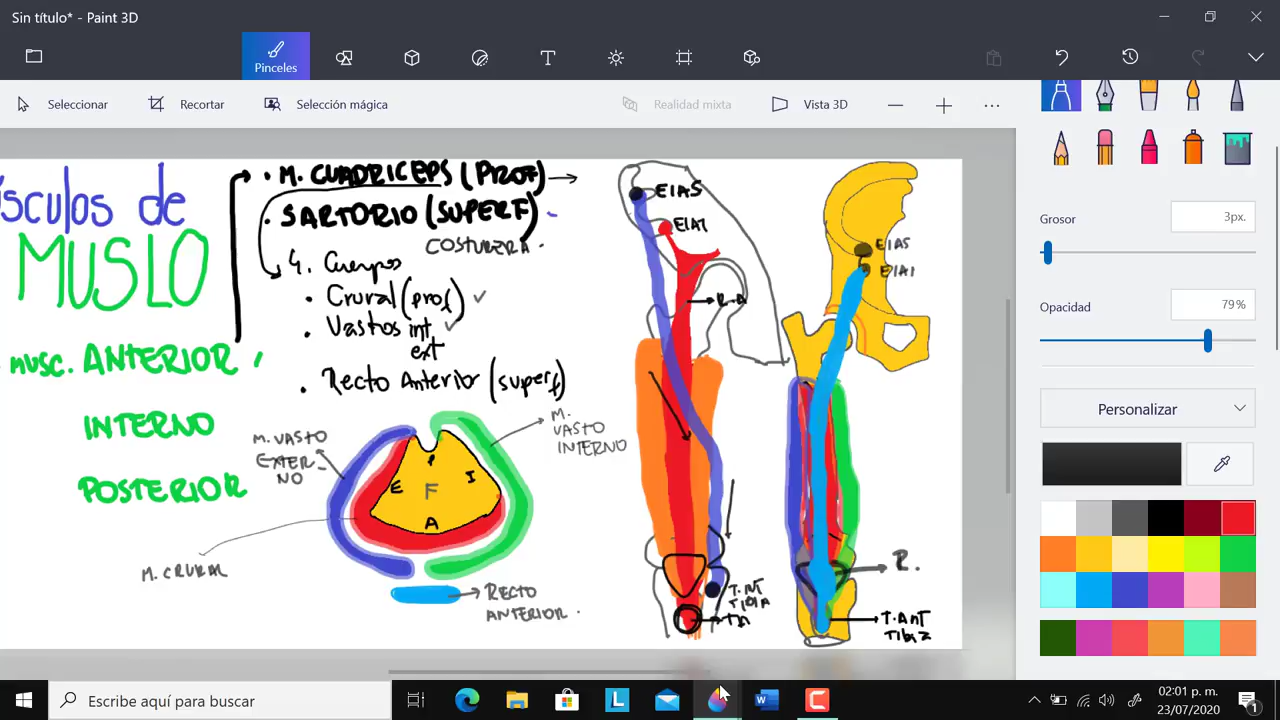 Sin título* - Paint 3D
Pinceles
Seleccionar
Recortar
Selección mágica
Realidad mixta
Vista 3D
Grosor
3px.
Opacidad
79%
Personalizar
sculos de
MUSLO
musc. ANTERIOR
INTERNO
POSTERIOR
• M. CUADRICEPS (PROF) →
• SARTORIO (SUPERF)
COSTURERA.
4. Cuerpos
• Crural (prof) ✓
• Vastos int ✓
ext
• Recto Anterior (superf)
M. VASTO
EXTER-
NO
M.
VASTO
INTERNO
P
E
I
F
A
M. CRURAL
RECTO
ANTERIOR.
EIAS
EIAI
R.A
T.INT
TIBIA
TA
EIAS
EIAI
R.
T.ANT
TIBIA
Escribe aquí para buscar
02:01 p. m.
23/07/2020